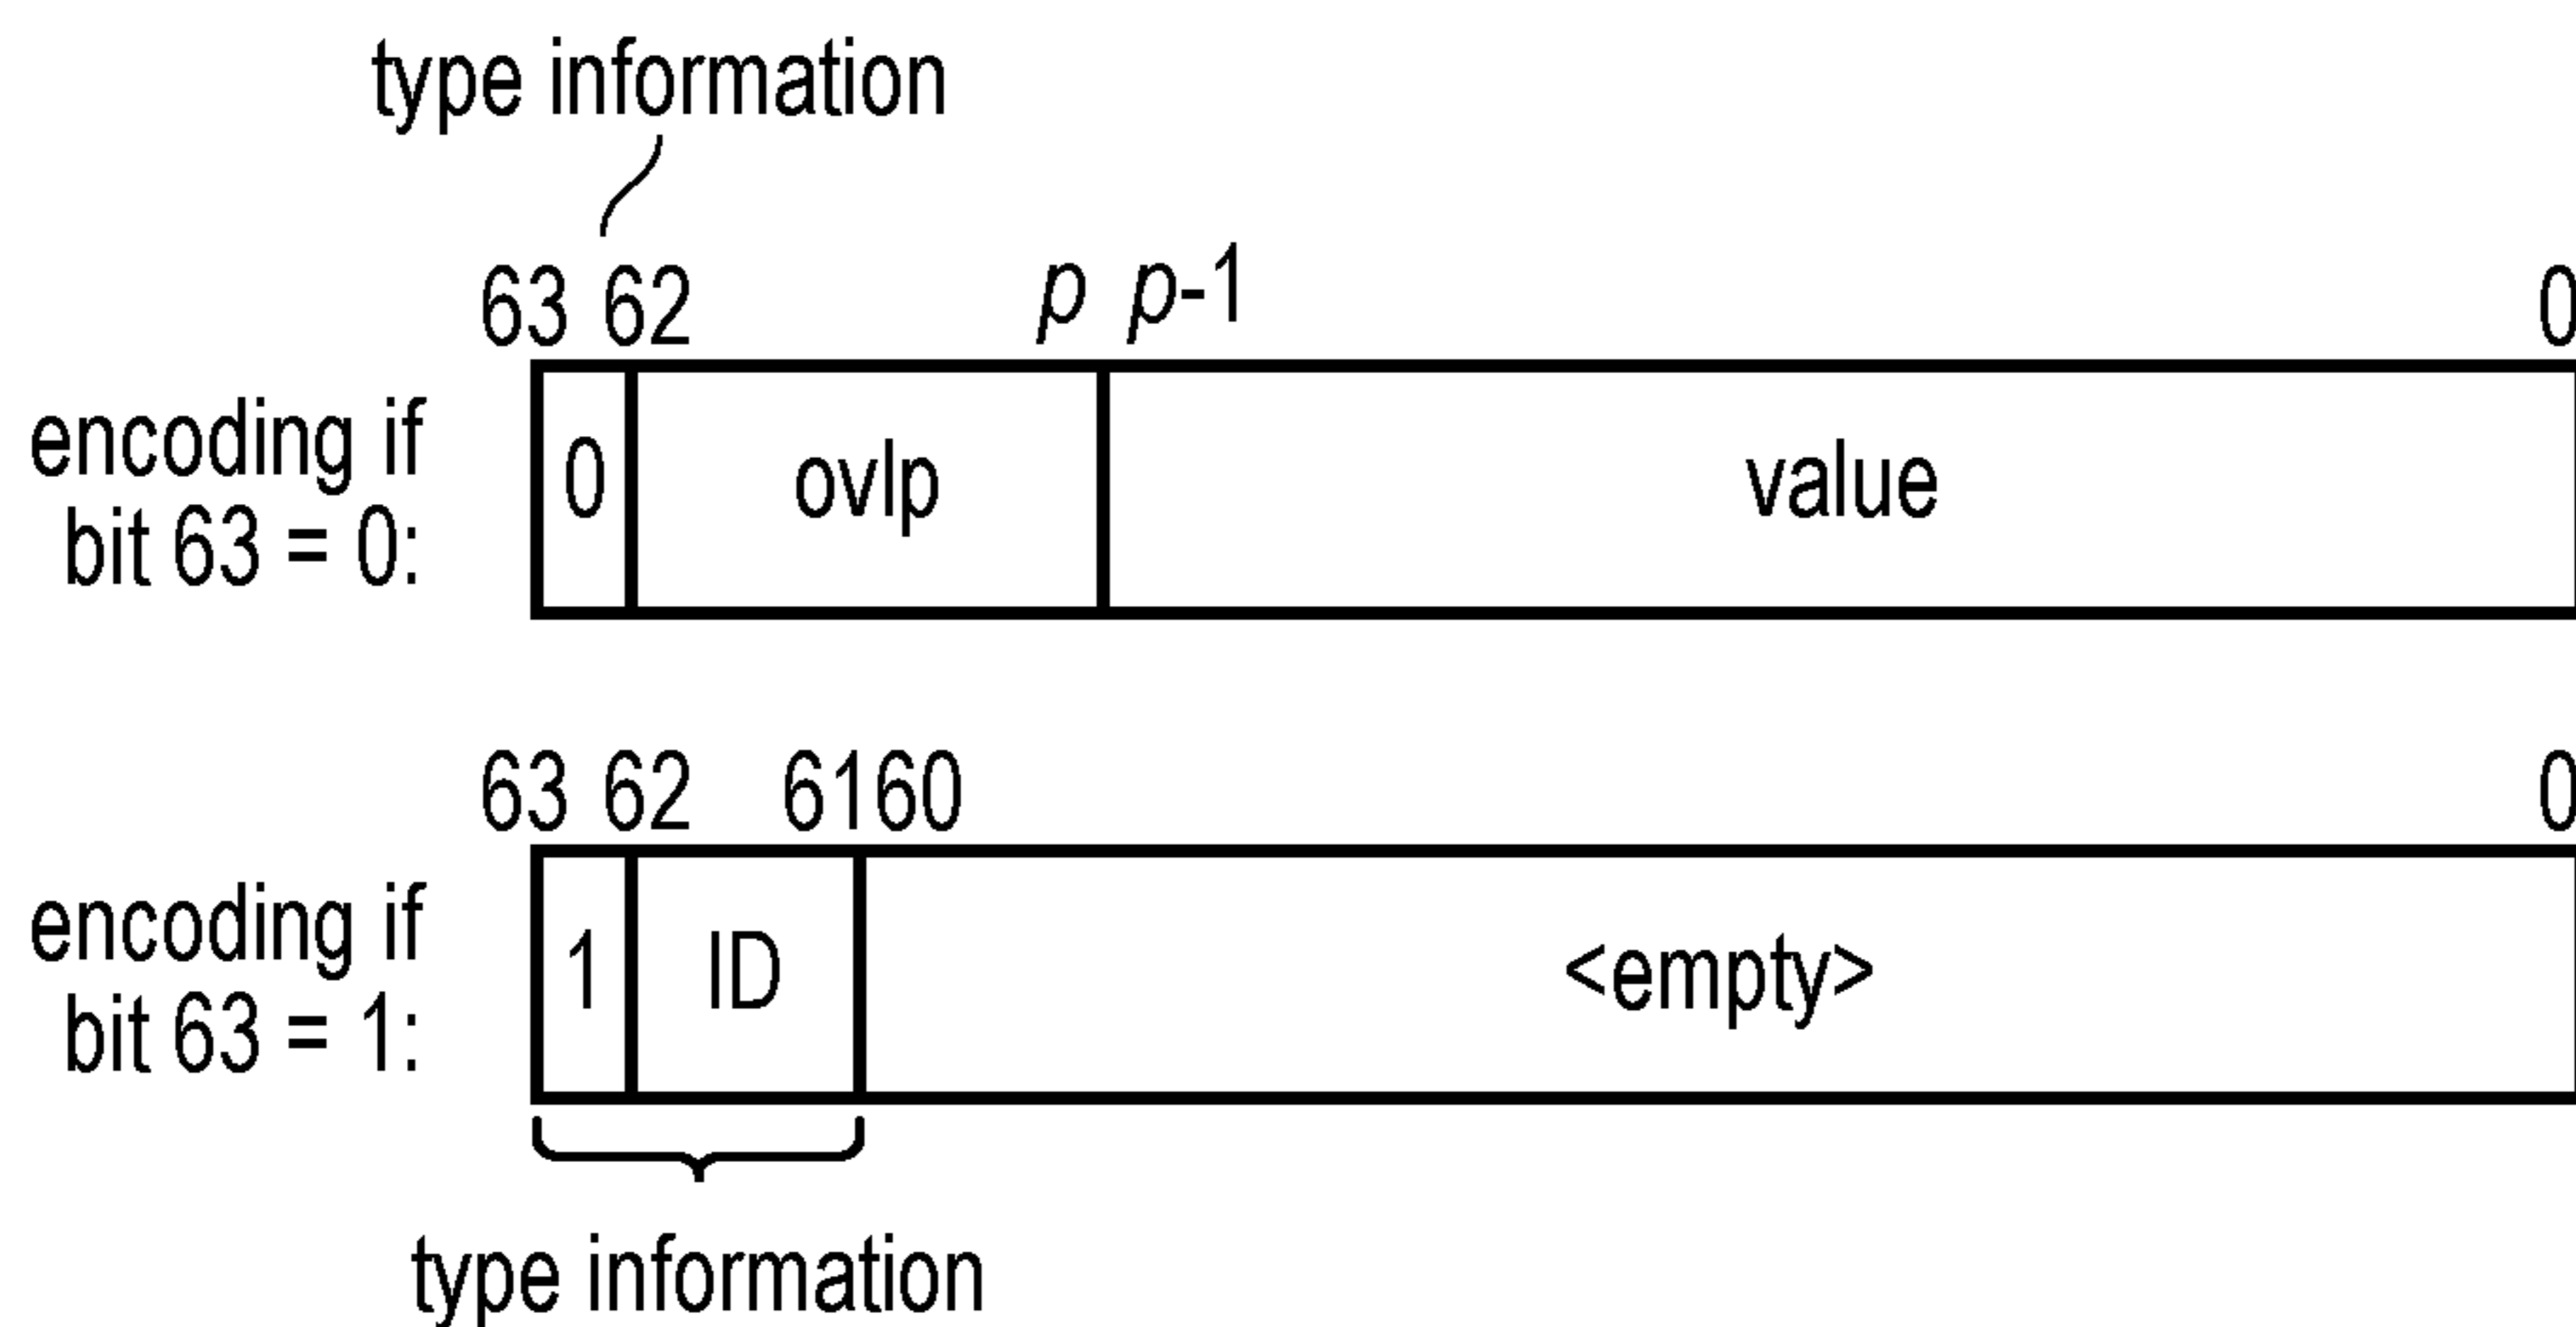 type information
63 62 p p-1 0
encoding if
bit 63 = 0:
0 ovlp value
63 62 6160 0
encoding if
bit 63 = 1:
1 ID <empty>
type information